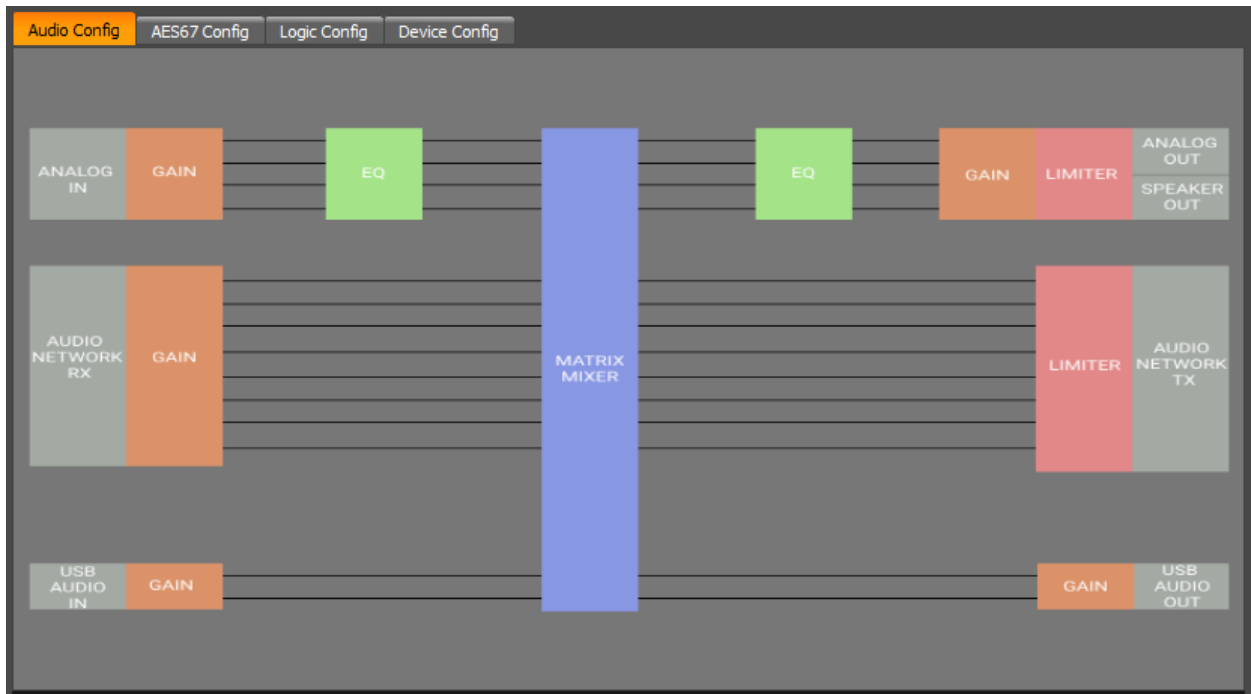 Audio Config
AES67 Config
Logic Config
Device Config
ANALOG
IN
GAIN
EQ
EQ
GAIN
LIMITER
ANALOG
OUT
SPEAKER
OUT
AUDIO
NETWORK
RX
GAIN
MATRIX
MIXER
LIMITER
AUDIO
NETWORK
TX
USB
AUDIO
IN
GAIN
GAIN
USB
AUDIO
OUT